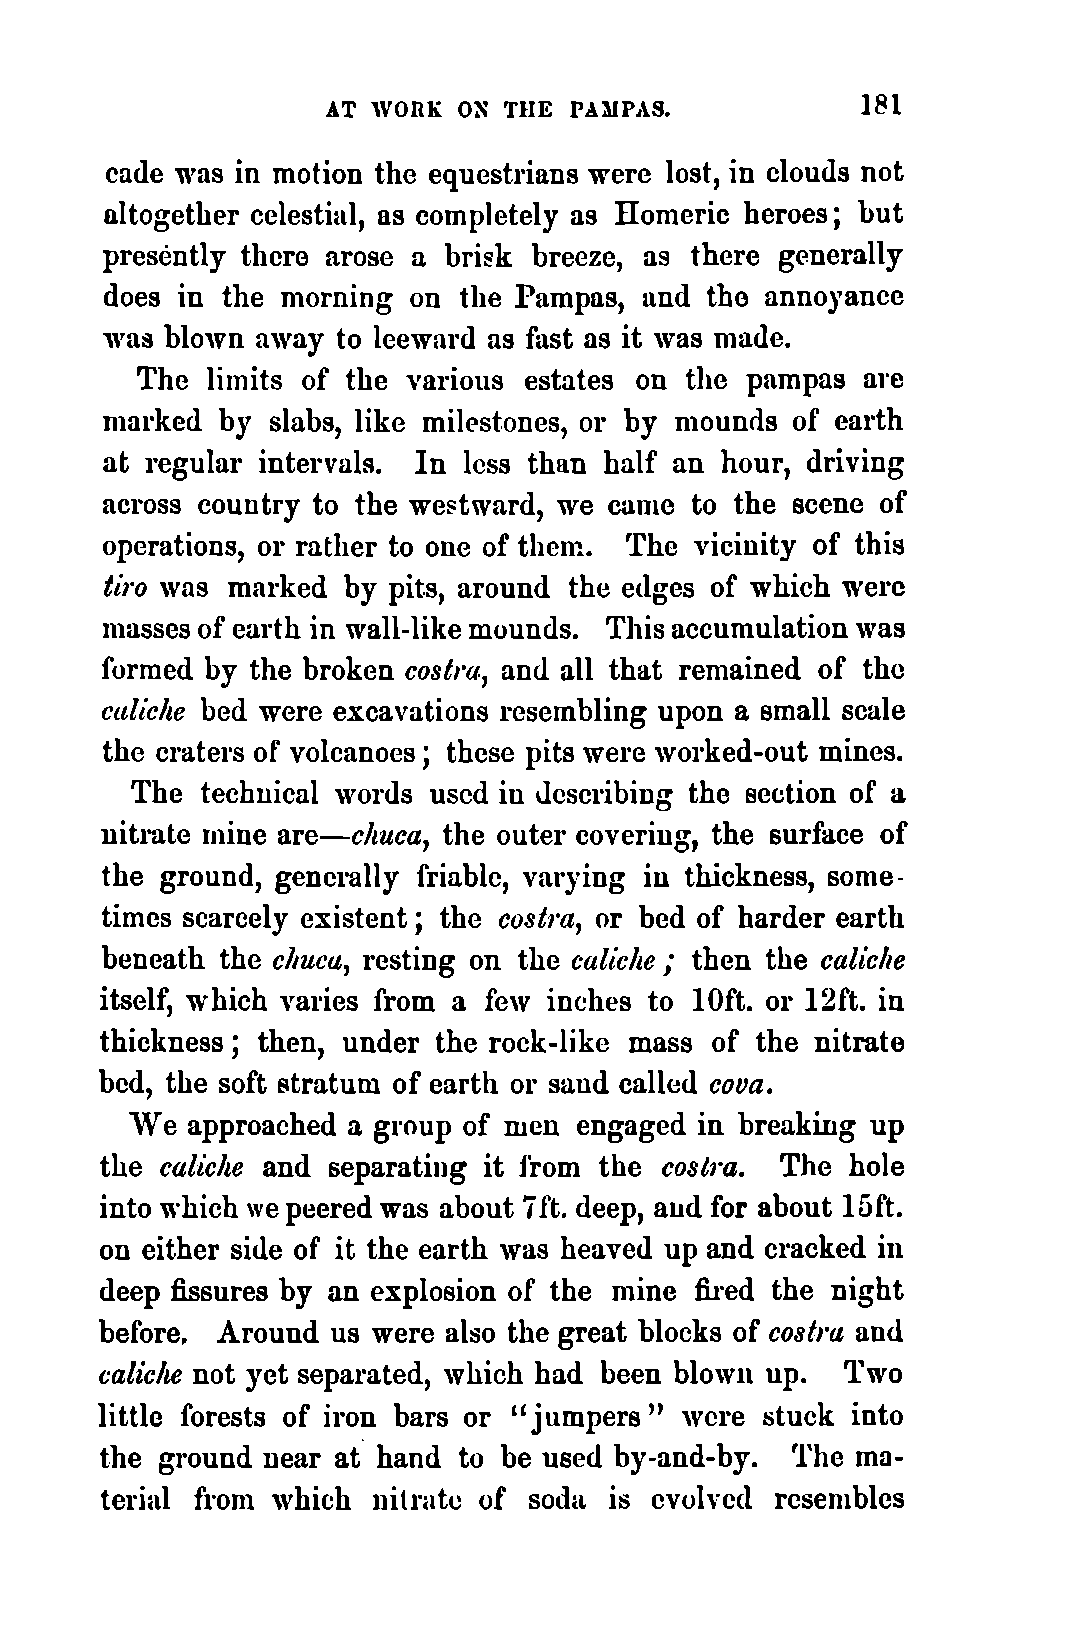 AT WORK ON THE PAMPAS. 181
cade was in motion the equestrians were lost, in clouds not
altogether celestial, as completely as Homeric heroes; but
presently there arose a brisk breeze, as there generally
does in the morning on the Pampas, and the annoyance
was blown away to leeward as fast as it was made.
The limits of the various estates on the pampas are
marked by slabs, like milestones, or by mounds of earth
at regular intervals. In less than half an hour, driving
across country to the westward, we came to the scene of
operations, or rather to one of them. The vicinity of this
tiro was marked by pits, around the edges of which were
masses of earth in wall-like mounds. This accumulation was
formed by the broken costra, and all that remained of the
caliche bed were excavations resembling upon a small scale
the craters of volcanoes; these pits were worked-out mines.
The technical words used in describing the section of a
nitrate mine are—chuca, the outer covering, the surface of
the ground, generally friable, varying in thickness, some-
times scarcely existent; the costra, or bed of harder earth
beneath the chuca, resting on the caliche; then the caliche
itself, which varies from a few inches to 10ft. or 12ft. in
thickness; then, under the rock-like mass of the nitrate
bed, the soft stratum of earth or sand called cova.
We approached a group of men engaged in breaking up
the caliche and separating it from the costra. The hole
into which we peered was about 7ft. deep, and for about 15ft.
on either side of it the earth was heaved up and cracked in
deep fissures by an explosion of the mine fired the night
before. Around us were also the great blocks of costra and
caliche not yet separated, which had been blown up. Two
little forests of iron bars or "jumpers" were stuck into
the ground near at hand to be used by-and-by. The ma-
terial from which nitrate of soda is evolved resembles